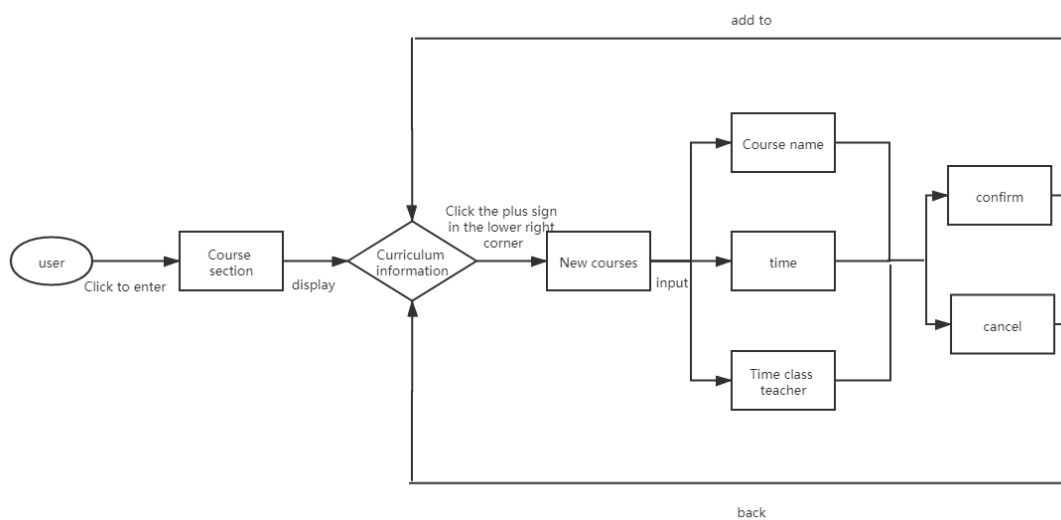 add to
Course name
confirm
Click the plus sign
in the lower right
corner
user
Course
section
Curriculum
information
New courses
time
Click to enter
display
input
cancel
Time class
teacher
back